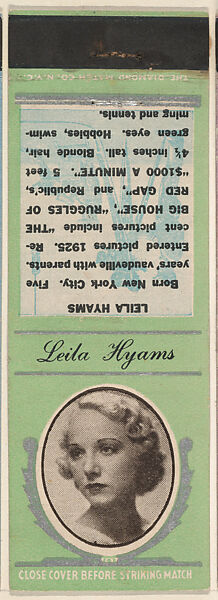 THE DIAMOND MATCH CO. N.Y.C.
LEILA HYAMS
Born New York City. Five
years' vaudeville with parents.
Entered pictures 1925. Re-
cent pictures include "THE
BIG HOUSE", "RUGGLES OF
RED GAP", and Republic's,
"$1000 A MINUTE". 5 feet
4½ inches tall, Blonde hair,
green eyes. Hobbies, swim-
ming and tennis.
Leila Hyams
CLOSE COVER BEFORE STRIKING MATCH